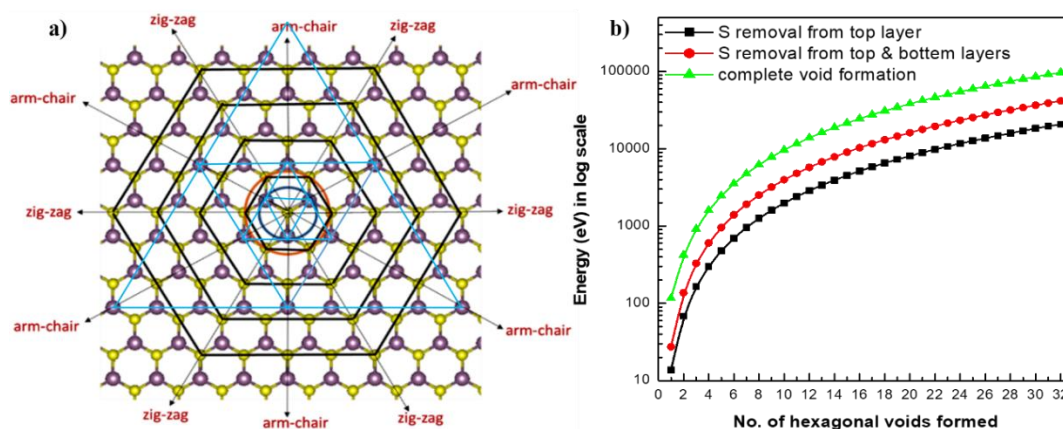 a)
zig-zag
arm-chair
zig-zag
arm-chair
arm-chair
zig-zag
zig-zag
arm-chair
arm-chair
zig-zag
arm-chair
zig-zag
b)
S removal from top layer
S removal from top & bottem layers
complete void formation
Energy (eV) in log scale
100000
10000
1000
100
10
0 2 4 6 8 10 12 14 16 18 20 22 24 26 28 30 32
No. of hexagonal voids formed